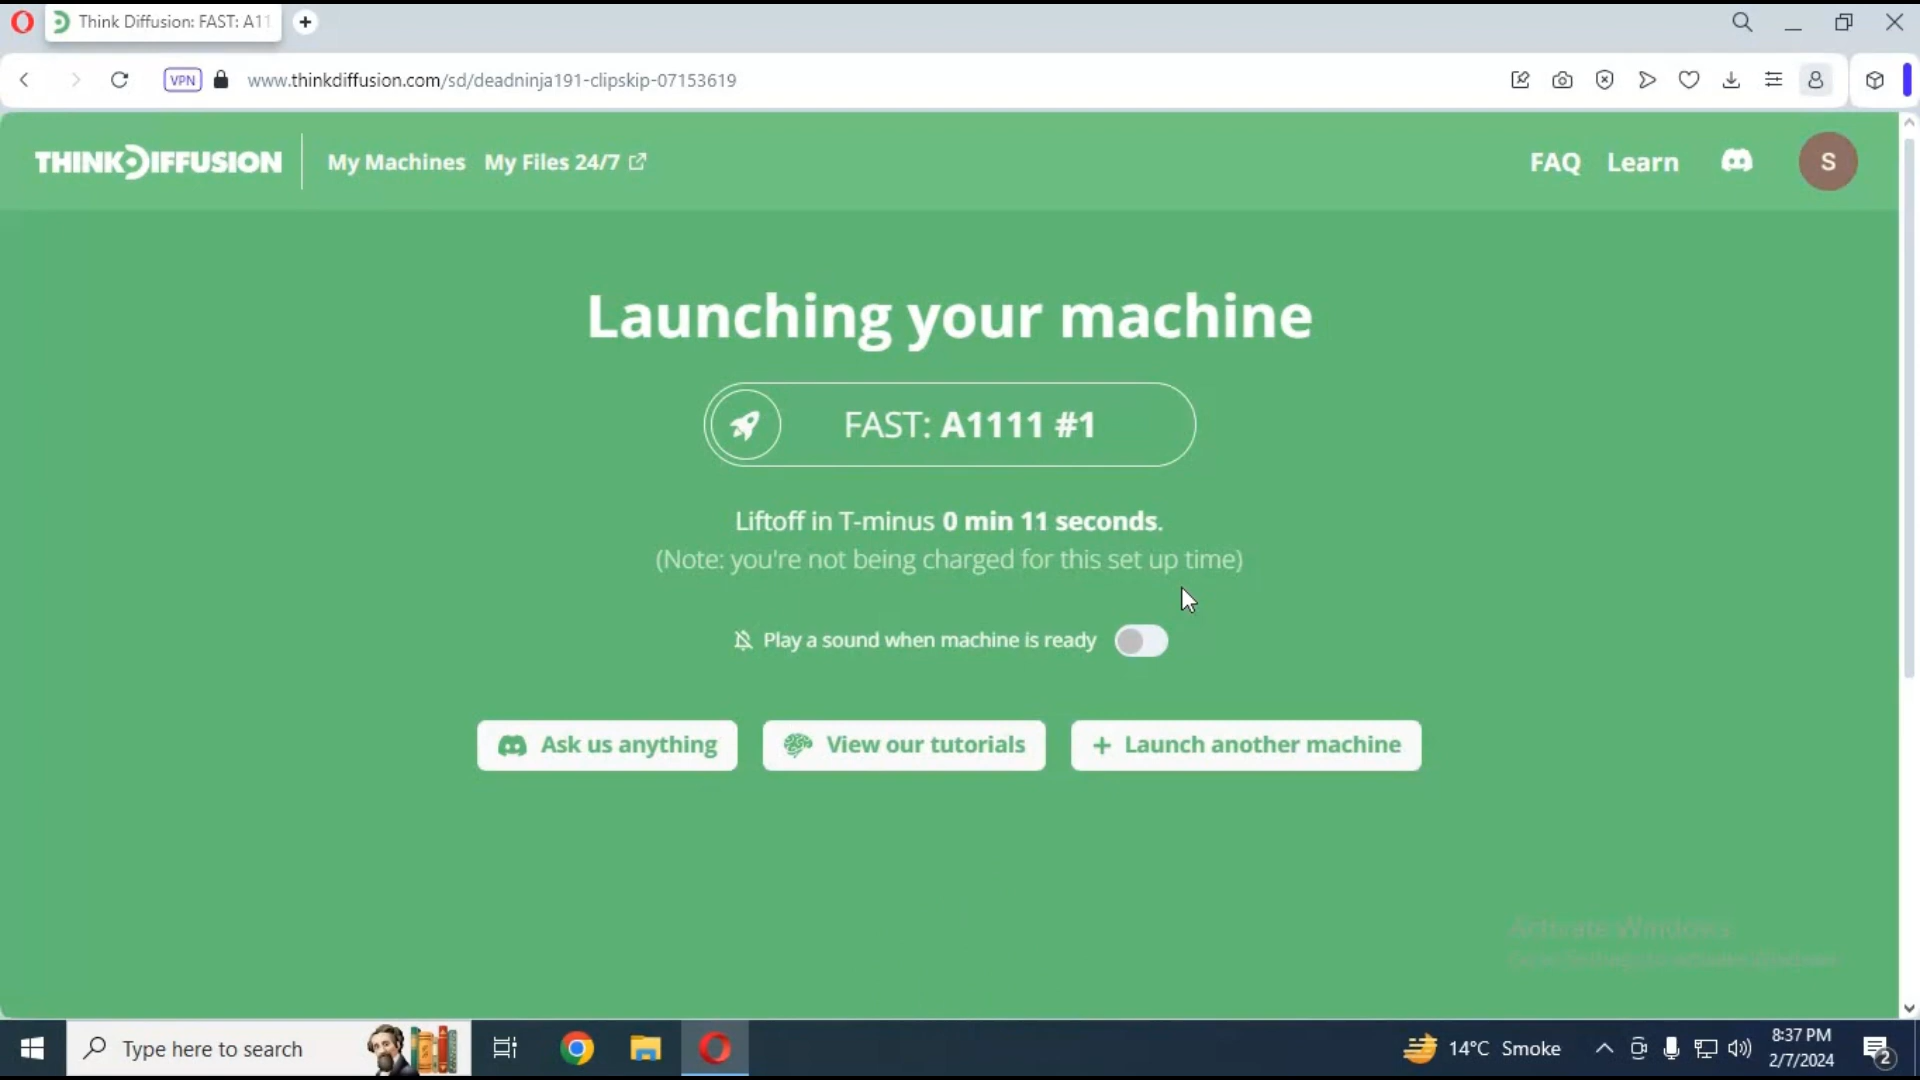 Think Diffusion: FAST: A11
VPN
www.thinkdiffusion.com/sd/deadninja191-clipskip-07153619
THINKDIFFUSION
My Machines
My Files 24/7
FAQ
Learn
S
Launching your machine
FAST: A1111 #1
Liftoff in T-minus 0 min 11 seconds.
(Note: you're not being charged for this set up time)
Play a sound when machine is ready
Ask us anything
View our tutorials
+ Launch another machine
Activate Windows
Type here to search
14°C Smoke
8:37 PM
2/7/2024
2